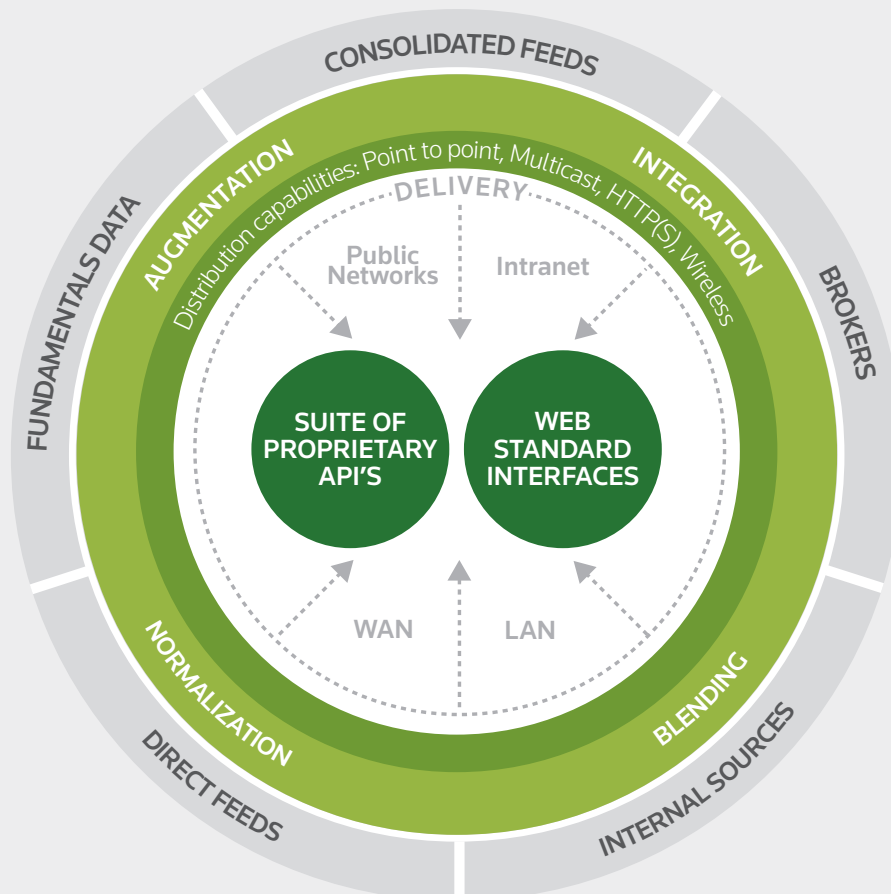 CONSOLIDATED FEEDS
FUNDAMENTALS DATA
BROKERS
DIRECT FEEDS
INTERNAL SOURCES
AUGMENTATION
INTEGRATION
NORMALIZATION
BLENDING
Distribution capabilities: Point to point, Multicast, HTTP(S), Wireless
DELIVERY
Public
Networks
Intranet
SUITE OF
PROPRIETARY
API’S
WEB
STANDARD
INTERFACES
WAN
LAN